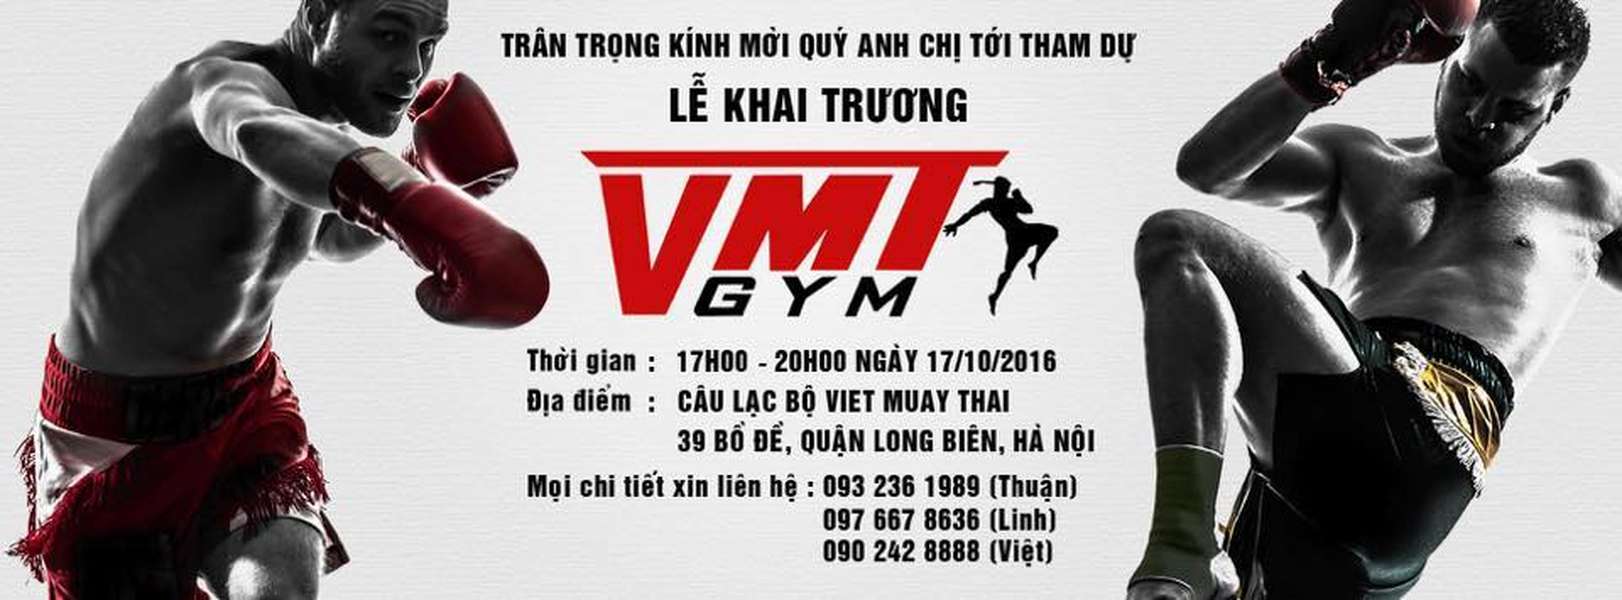 TRÂN TRỌNG KÍNH MỜI QUÝ ANH CHỊ TỚI THAM DỰ
LỄ KHAI TRƯƠNG
VMT
GYM
Thời gian : 17H00 - 20H00 NGÀY 17/10/2016
Địa điểm : CÂU LẠC BỘ VIET MUAY THAI
39 BỒ ĐỀ, QUẬN LONG BIÊN, HÀ NỘI
Mọi chi tiết xin liên hệ : 093 236 1989 (Thuận)
097 667 8636 (Linh)
090 242 8888 (Việt)